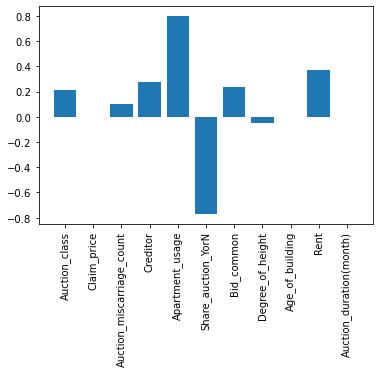 0.8
0.6
0.4
0.2
0.0
−0.2
−0.4
−0.6
−0.8
Auction_class
Claim_price
Auction_miscarriage_count
Creditor
Apartment_usage
Share_auction_YorN
Bid_common
Degree_of_height
Age_of_building
Rent
Auction_duration(month)